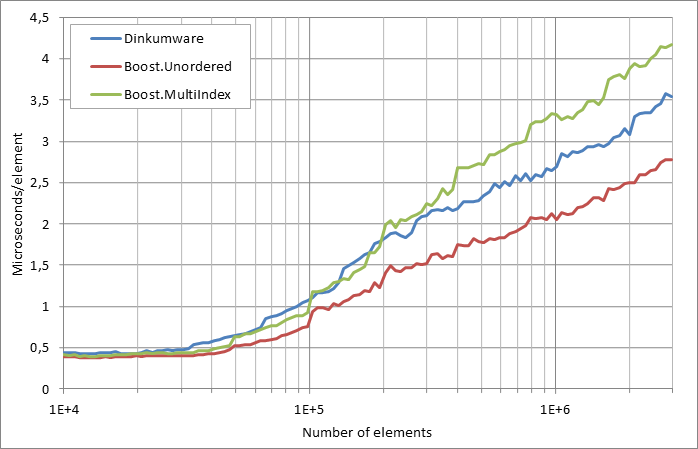 4,5
4
3,5
3
2,5
2
1,5
1
0,5
0
Microseconds/element
Dinkumware
Boost.Unordered
Boost.MultiIndex
1E+4
1E+5
1E+6
Number of elements